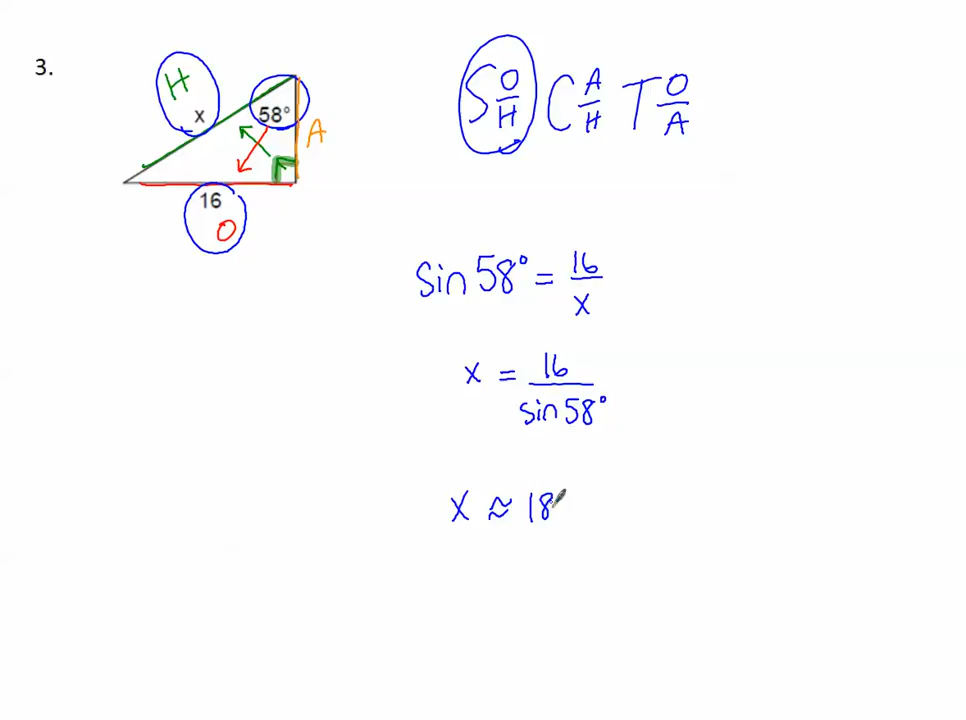 3.
H
x
58°
A
16
O
S O/H C A/H T O/A
sin 58° = 16/x
x = 16/sin 58°
x ≈ 18